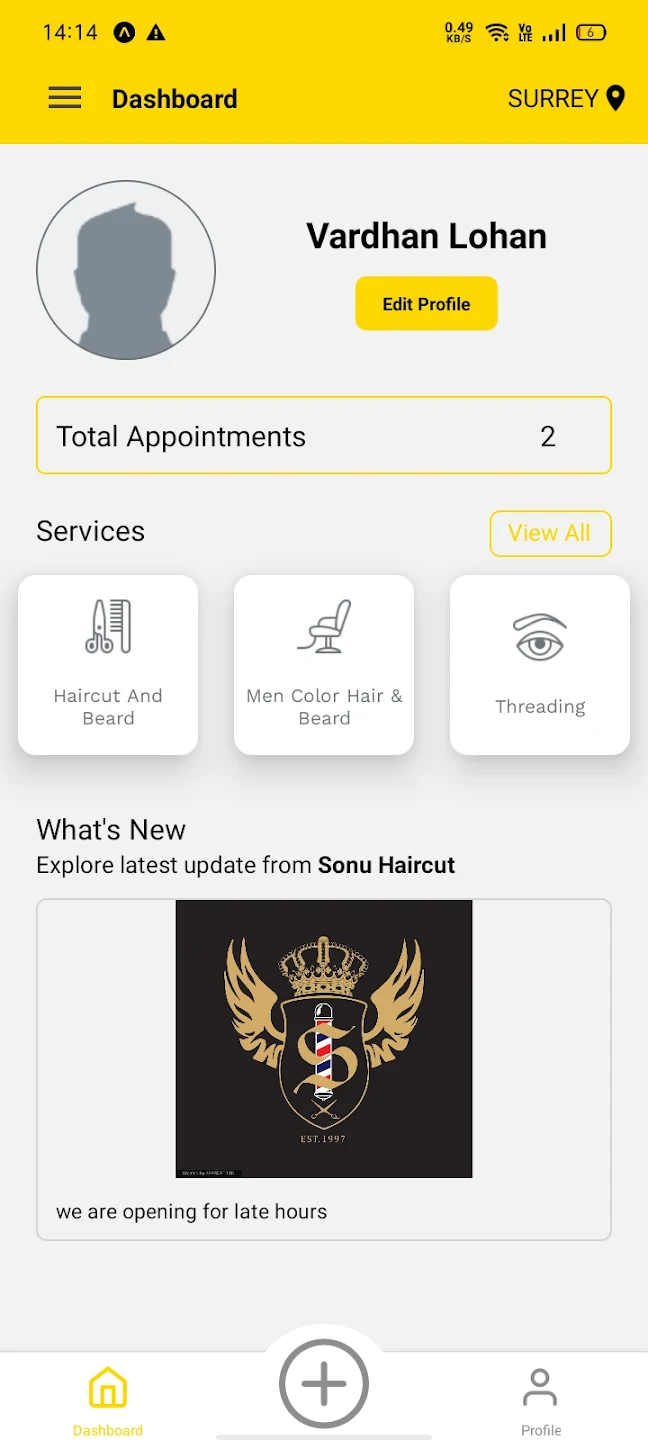 14:14
0.49
KB/S
Vo
LTE
6
Dashboard
SURREY
Vardhan Lohan
Edit Profile
Total Appointments 2
Services
View All
Haircut And
Beard
Men Color Hair &
Beard
Threading
What's New
Explore latest update from Sonu Haircut
S
EST. 1997
we are opening for late hours
Dashboard
Profile